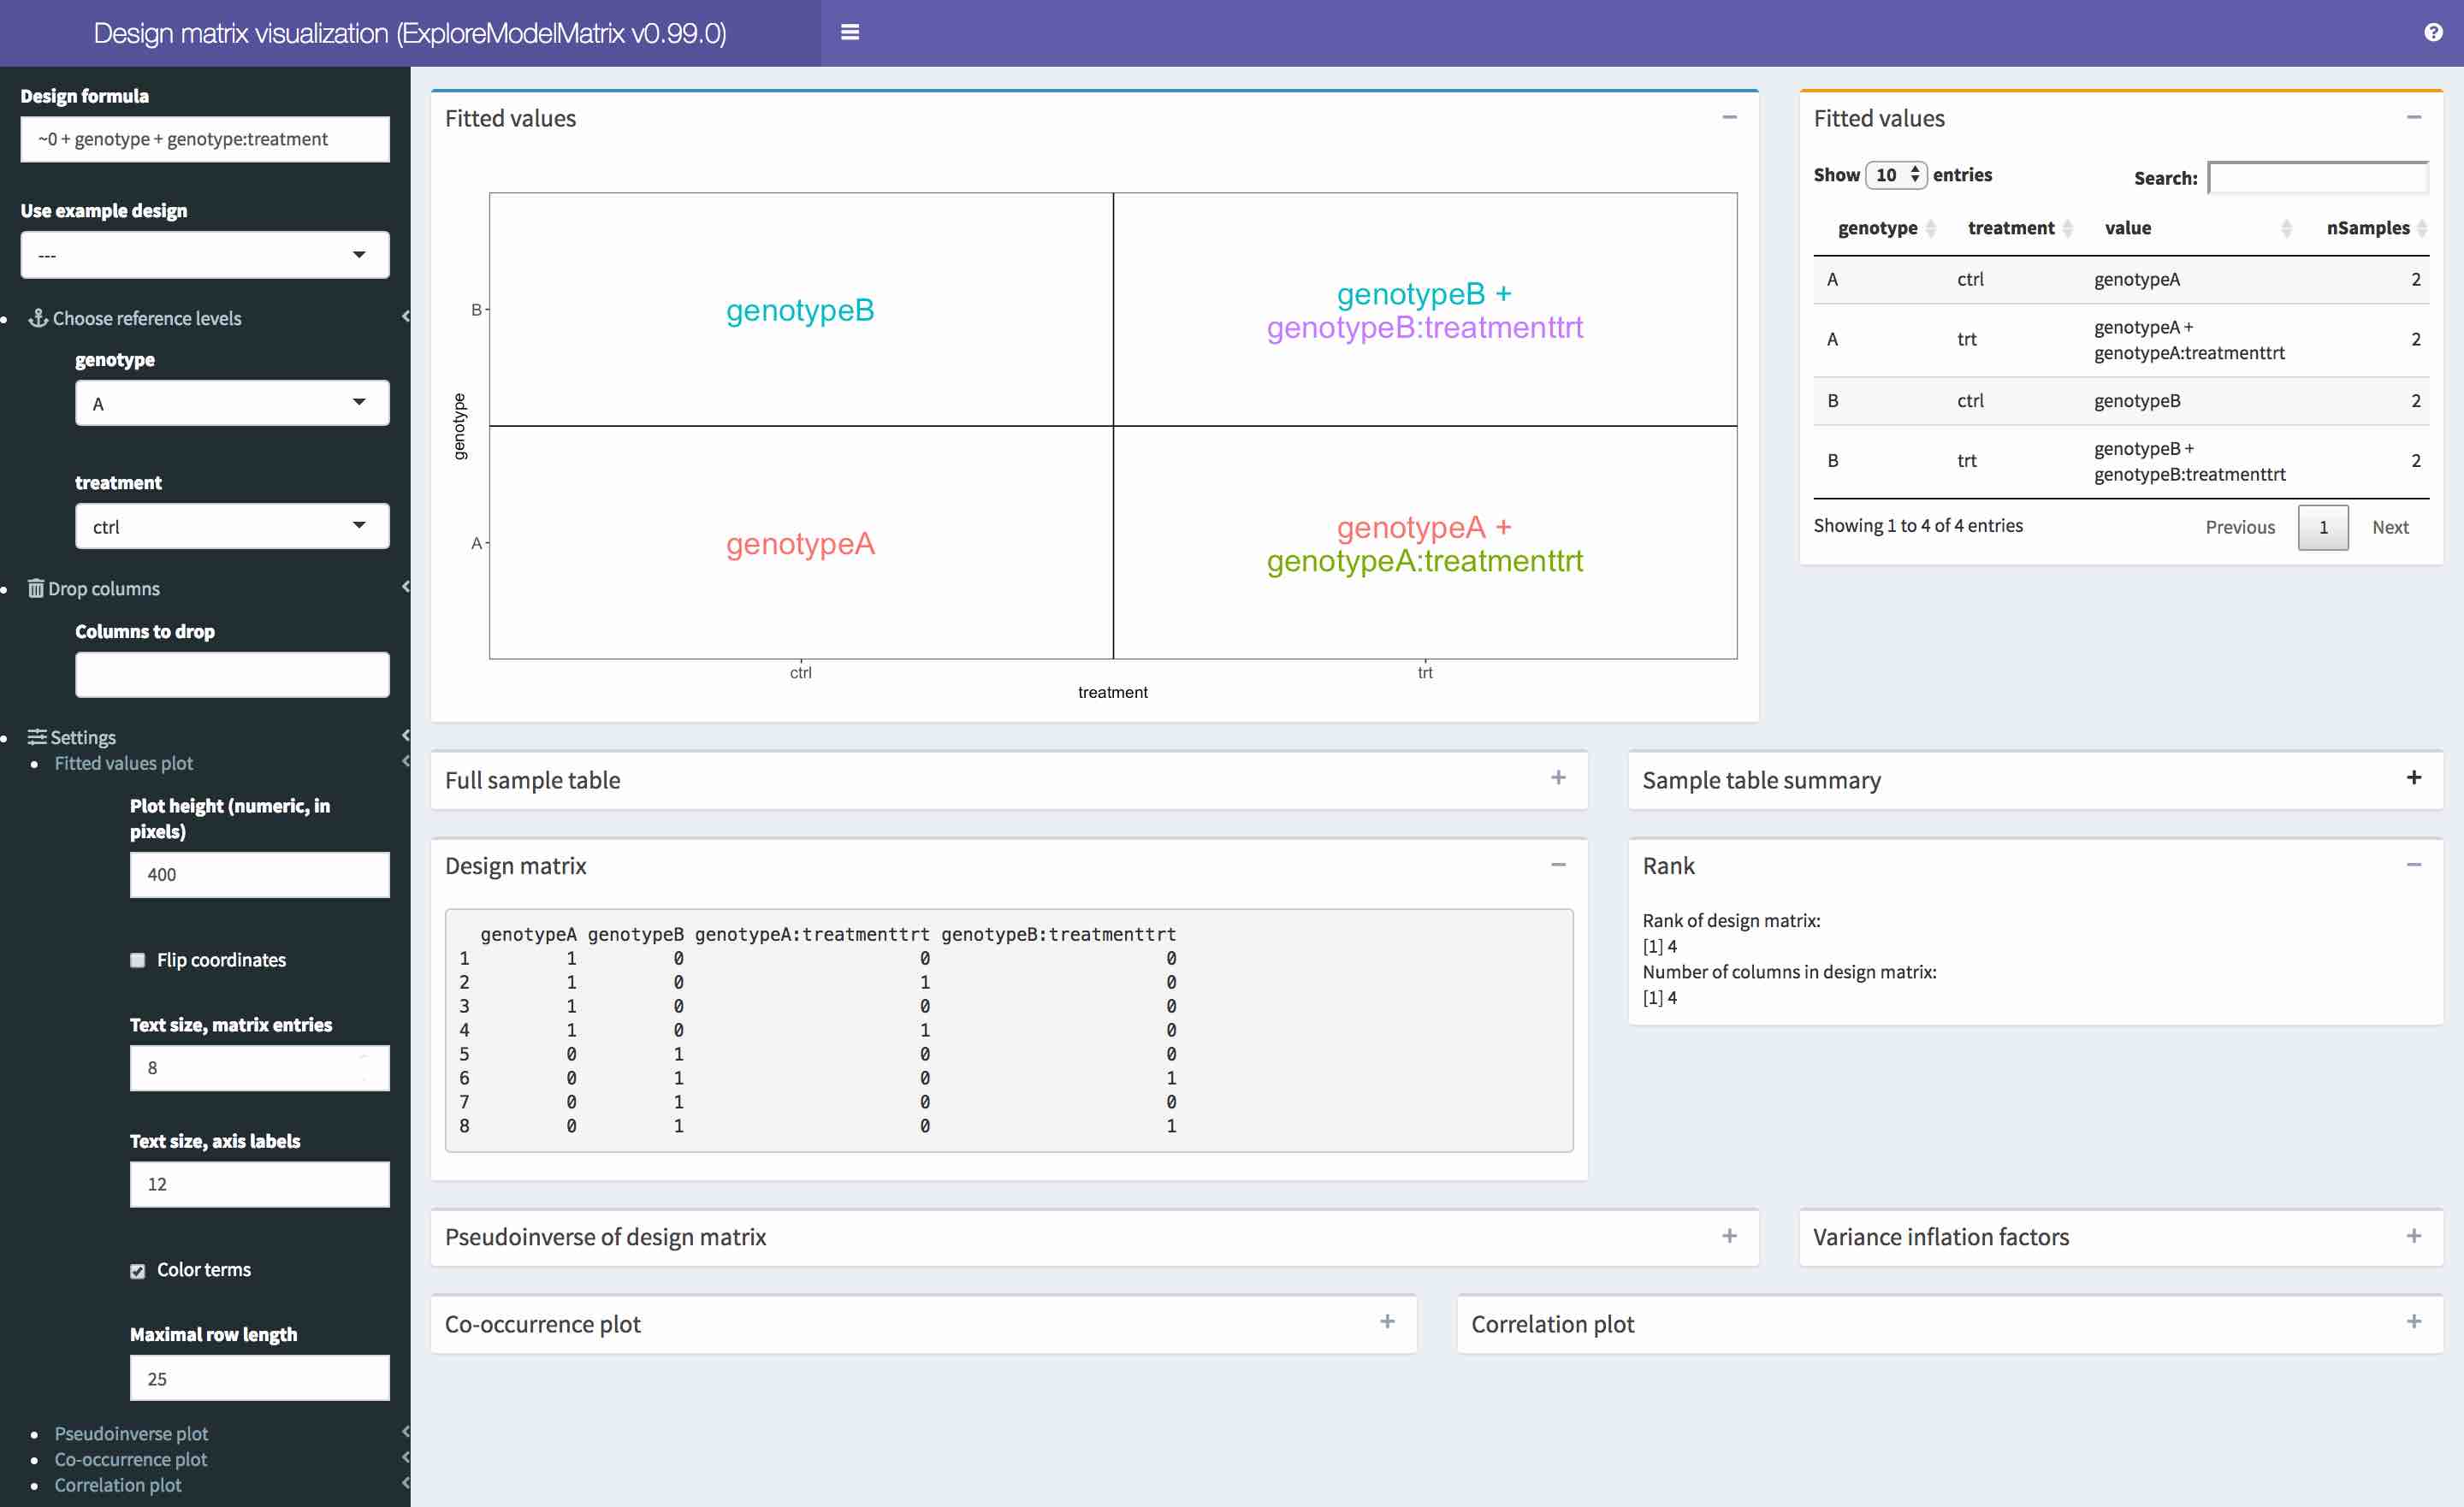 Design matrix visualization (ExploreModelMatrix v0.99.0)
Design formula
~0 + genotype + genotype:treatment
Use example design
---
Choose reference levels
genotype
A
treatment
ctrl
Drop columns
Columns to drop
Settings
Fitted values plot
Plot height (numeric, in
pixels)
400
Flip coordinates
Text size, matrix entries
8
Text size, axis labels
12
Color terms
Maximal row length
25
Pseudoinverse plot
Co-occurrence plot
Correlation plot
Fitted values
genotype
B
genotypeB
genotypeB +
genotypeB:treatmenttrt
A
genotypeA
genotypeA +
genotypeA:treatmenttrt
ctrl
trt
treatment
Fitted values
Show 10 entries
Search:
genotype treatment value nSamples
A ctrl genotypeA 2
A trt genotypeA + genotypeA:treatmenttrt 2
B ctrl genotypeB 2
B trt genotypeB + genotypeB:treatmenttrt 2
Showing 1 to 4 of 4 entries
Previous 1 Next
Full sample table
Sample table summary
Design matrix
genotypeA genotypeB genotypeA:treatmenttrt genotypeB:treatmenttrt
1 1 0 0 0
2 1 0 1 0
3 1 0 0 0
4 1 0 1 0
5 0 1 0 0
6 0 1 0 1
7 0 1 0 0
8 0 1 0 1
Rank
Rank of design matrix:
[1] 4
Number of columns in design matrix:
[1] 4
Pseudoinverse of design matrix
Variance inflation factors
Co-occurrence plot
Correlation plot